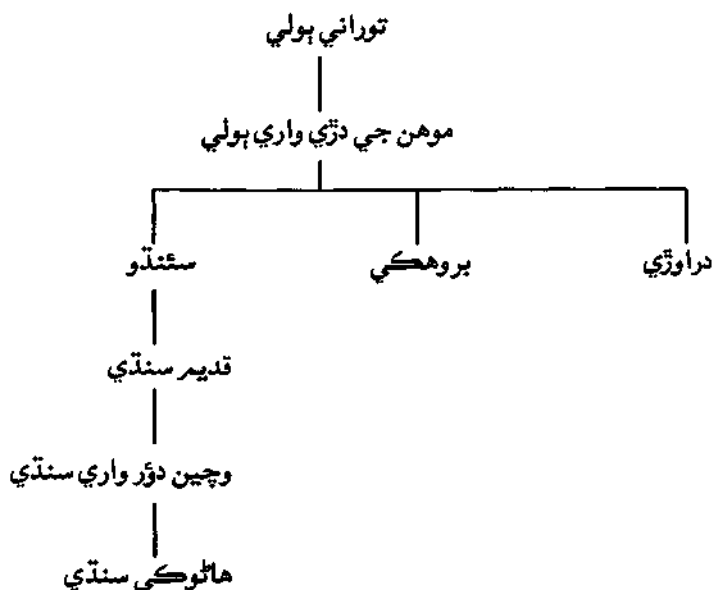 توراني ٻولي
موهن جي دڙي واري ٻولي
سئنڌو
بروهڪي
دراوڙي
قديم سنڌي
وچين دؤر واري سنڌي
هاڻوڪي سنڌي